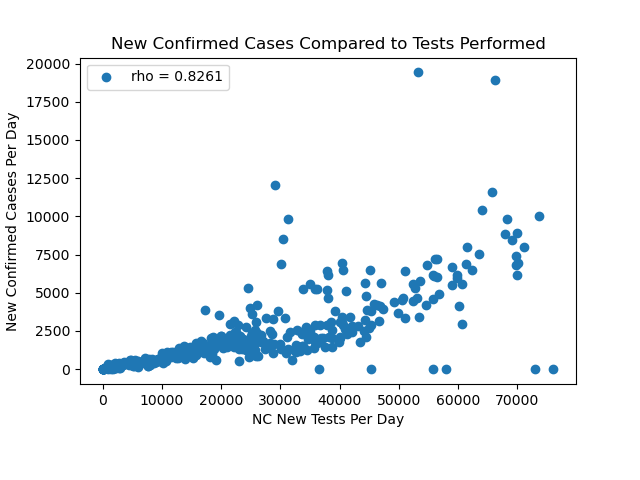 New Confirmed Cases Compared to Tests Performed
rho = 0.8261
20000
17500
15000
12500
10000
7500
5000
2500
0
New Confirmed Caeses Per Day
0 10000 20000 30000 40000 50000 60000 70000
NC New Tests Per Day